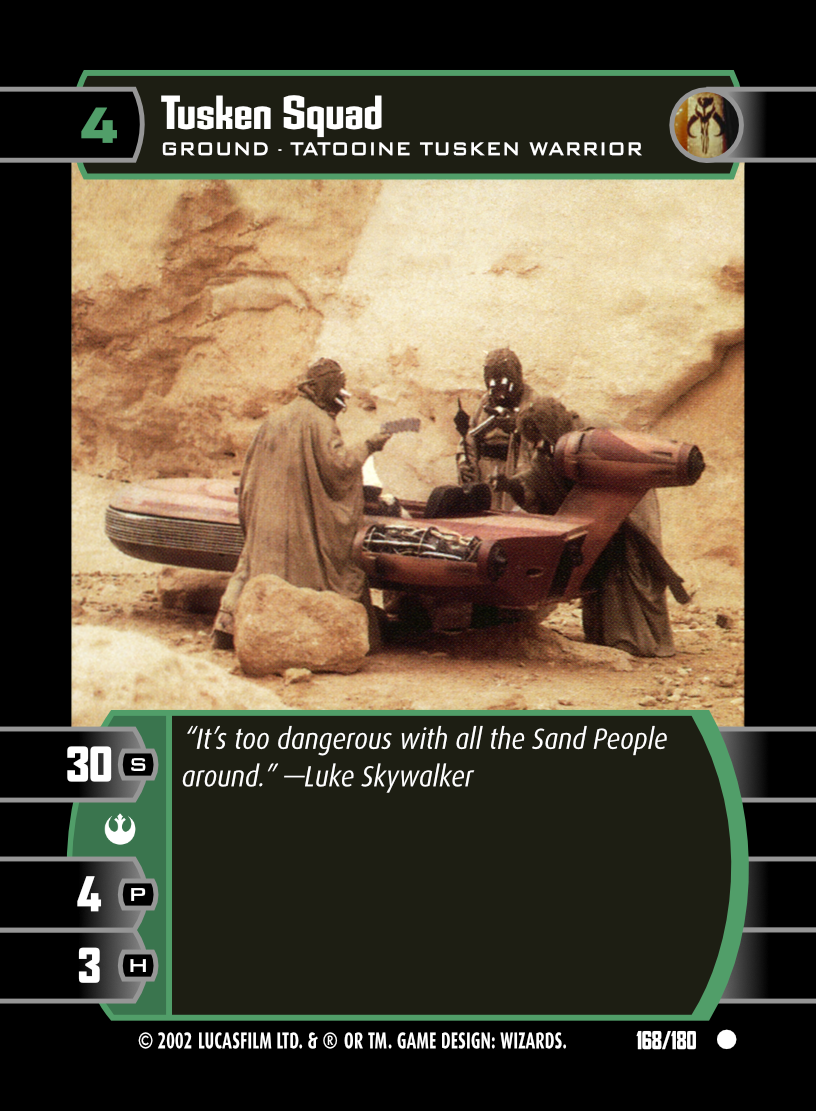 4
Tusken Squad
GROUND · TATOOINE TUSKEN WARRIOR
“It’s too dangerous with all the Sand People
around.” —Luke Skywalker
30 S
4 P
3 H
© 2002 LUCASFILM LTD. & ® OR TM. GAME DESIGN: WIZARDS.
168/180